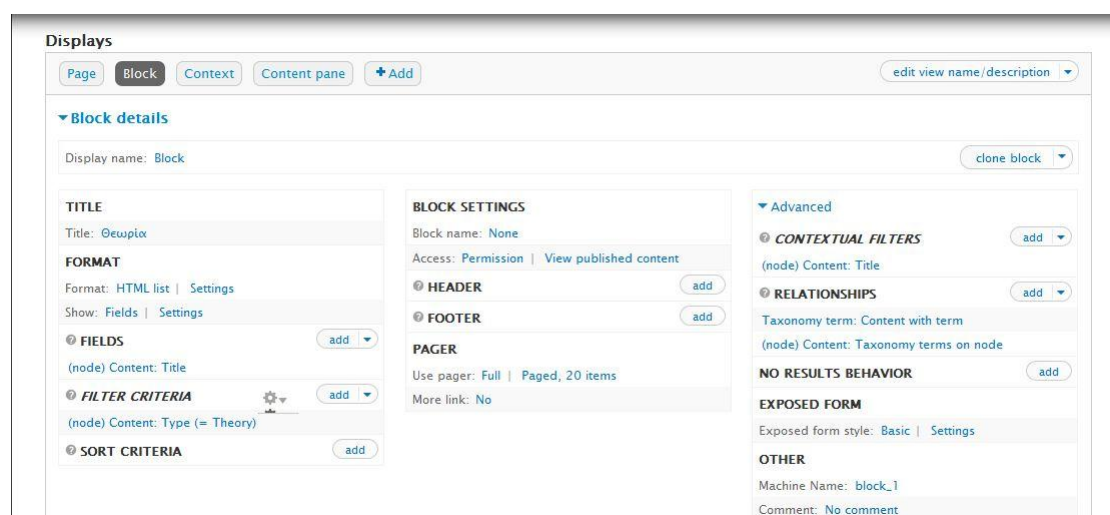 Displays
Page Block Context Content pane +Add edit view name/description
Block details
Display name: Block clone block
TITLE
Title: Θεωρία
FORMAT
Format: HTML list | Settings
Show: Fields | Settings
FIELDS add
(node) Content: Title
FILTER CRITERIA add
(node) Content: Type (= Theory)
SORT CRITERIA add
BLOCK SETTINGS
Block name: None
Access: Permission | View published content
HEADER add
FOOTER add
PAGER
Use pager: Full | Paged, 20 items
More link: No
Advanced
CONTEXTUAL FILTERS add
(node) Content: Title
RELATIONSHIPS add
Taxonomy term: Content with term
(node) Content: Taxonomy terms on node
NO RESULTS BEHAVIOR add
EXPOSED FORM
Exposed form style: Basic | Settings
OTHER
Machine Name: block_1
Comment: No comment